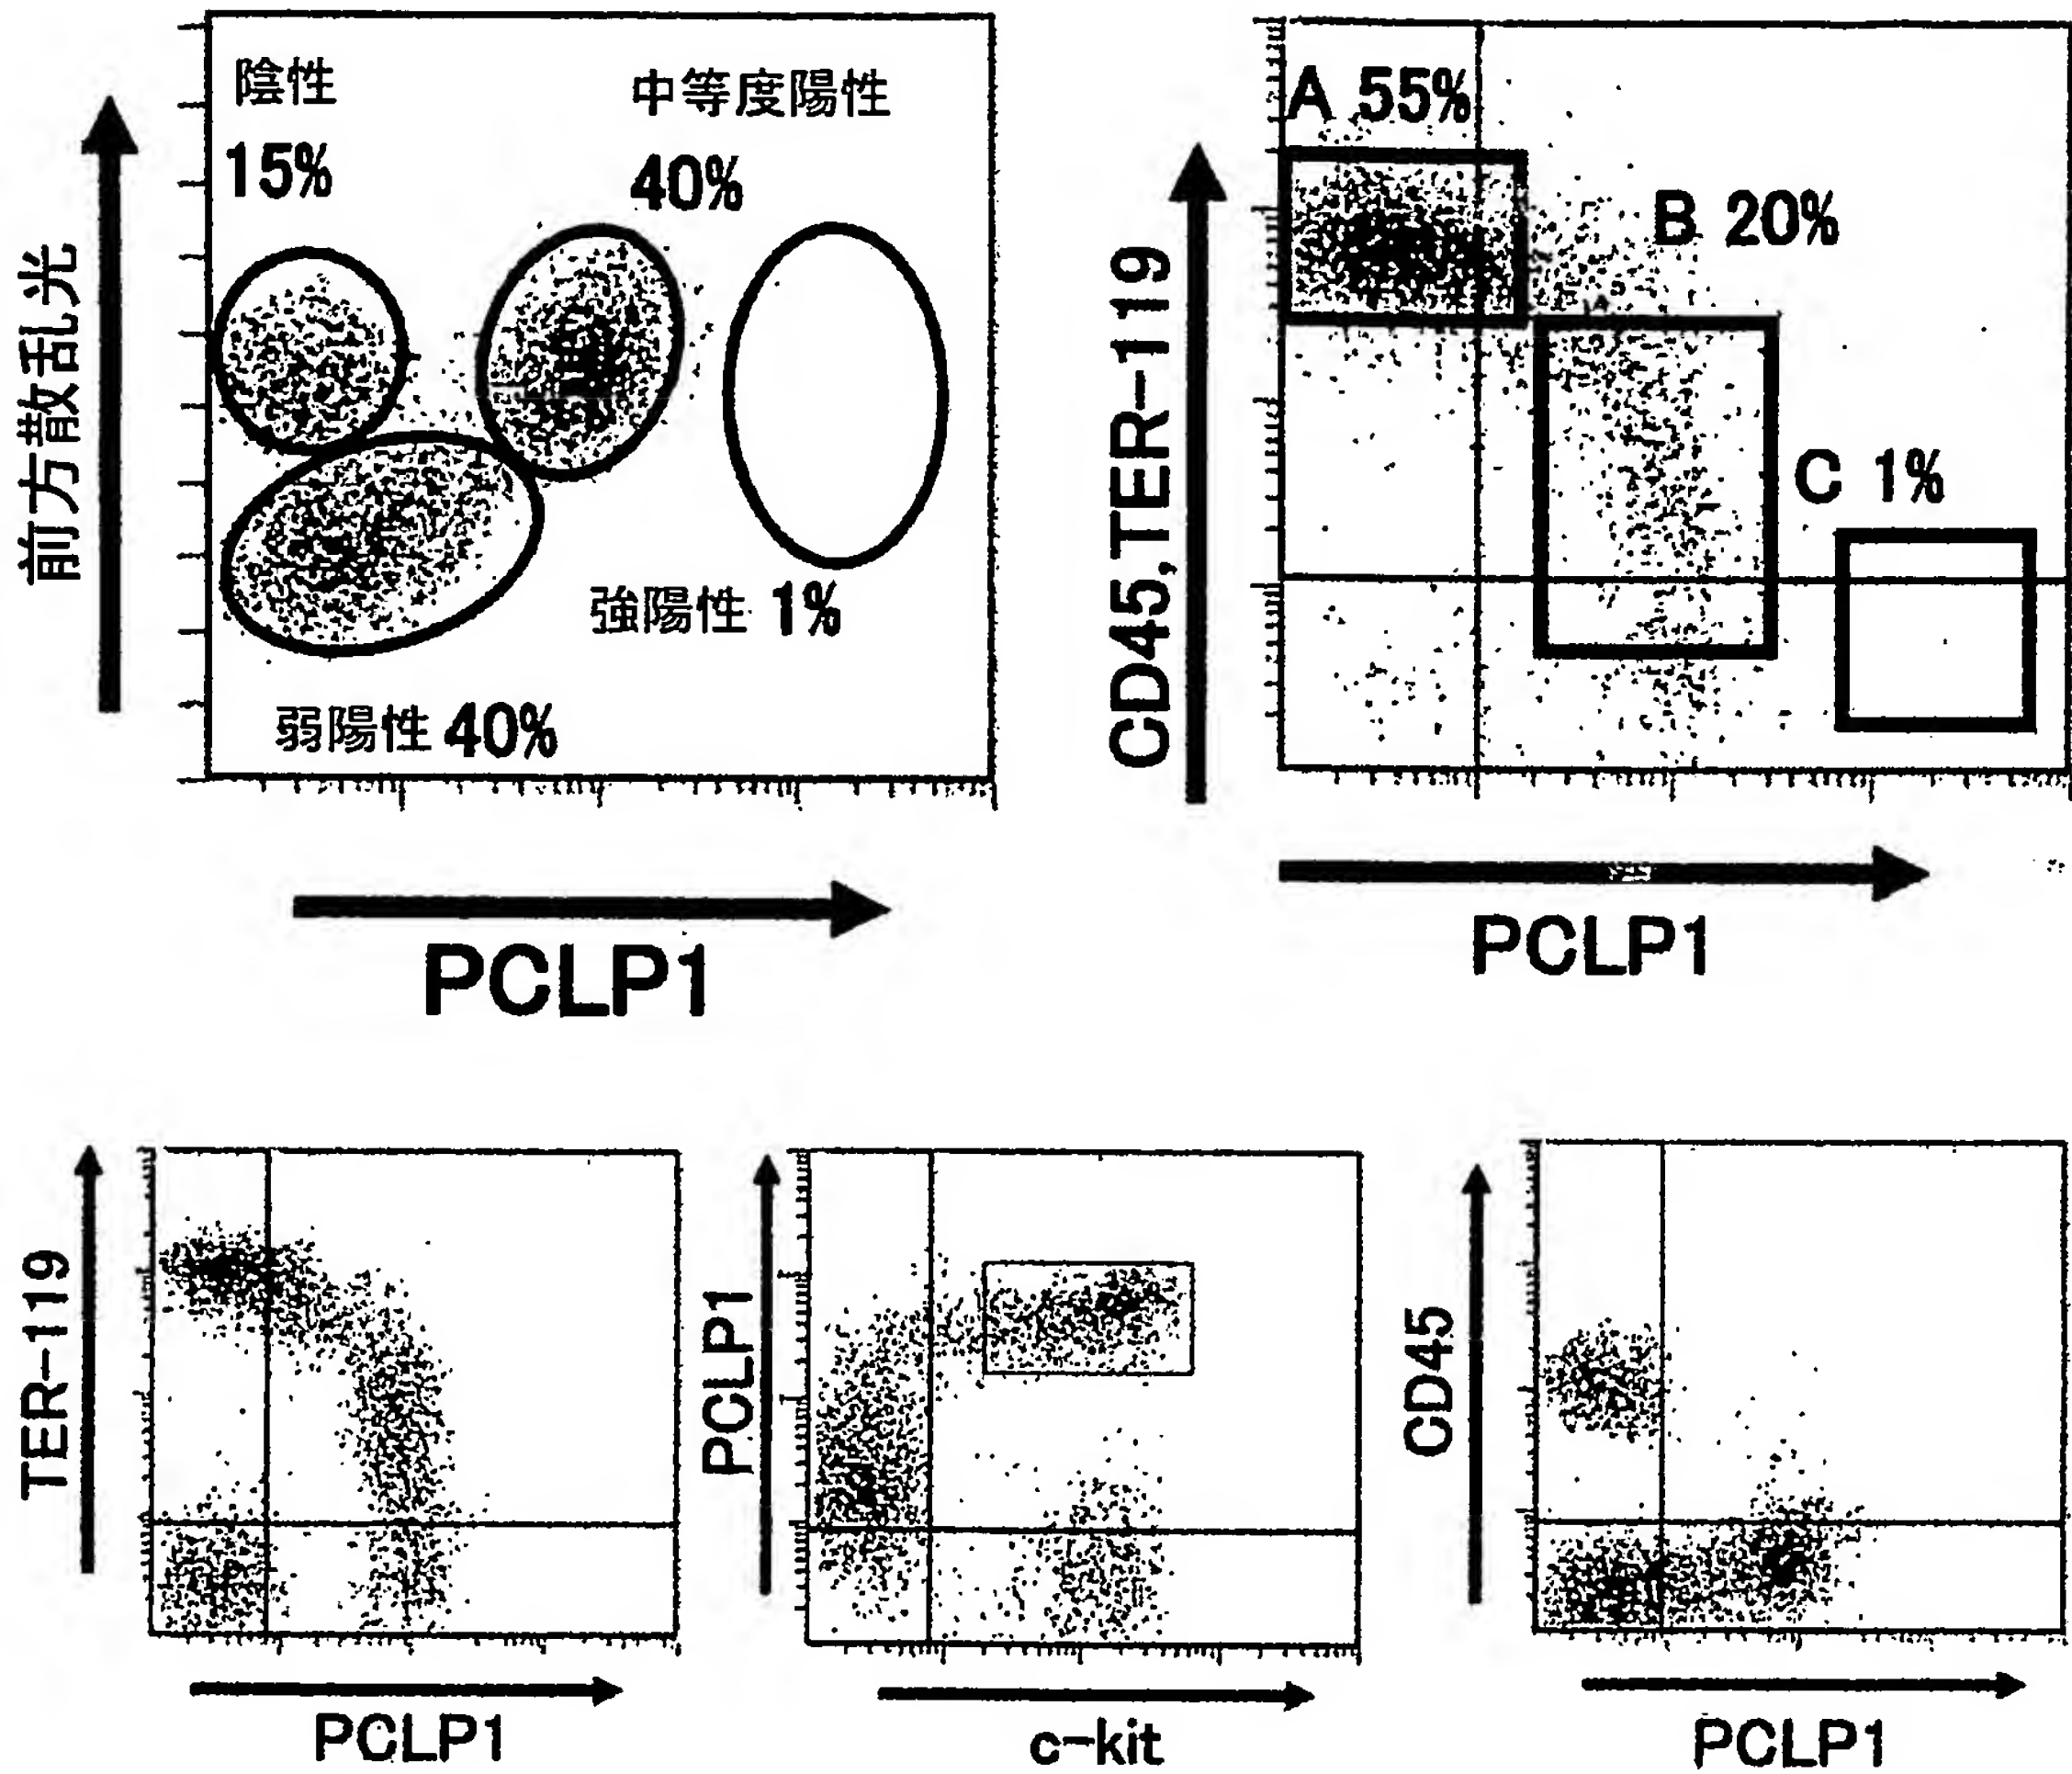 陰性
15%
中等度陽性
40%
強陽性 1%
弱陽性 40%
前方散乱光
PCLP1
A 55%
B 20%
C 1%
CD45,TER-119
PCLP1
TER-119
PCLP1
PCLP1
c-kit
CD45
PCLP1